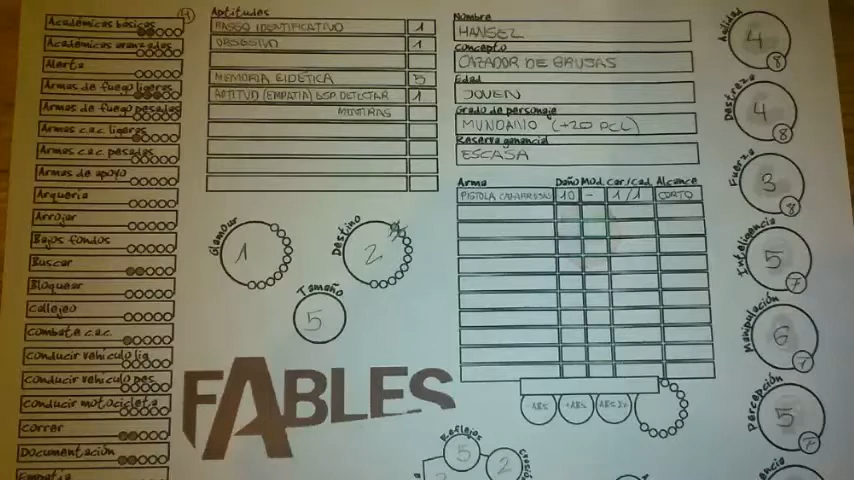 Académicos básicos
Académicos avanzados
Alerta
Armas de fuego ligeras
Armas de fuego pesadas
Armas c.a.c. ligeras
Armas c.a.c. pesadas
Armas de apoyo
Arquería
Arrojar
Bajos fondos
Buscar
Bloquear
Callejeo
Combate c.a.c.
Conducir vehículo lig
Conducir vehículo pes
Conducir motocicleta
Correr
Documentación
Empatía
Aptitudes
RASGO IDENTIFICATIVO 1
OBSESIVO 1
MEMORIA EIDÉTICA 3
APTITUD (EMPATIA) ESP. DETECTAR 1
MENTIRAS
Glamour
1
Destino
2
Tamaño
5
FABLES
Nombre
HANSEL
Concepto
CAZADOR DE BRUJAS
Edad
JOVEN
Grado de personaje
MUNDANO (+20 PCL)
Reserva ganancial
ESCASA
Arma Daño Mod. Car./Cad. Alcance
PISTOLA 10 - 1/1 CORTO
Reflejos
5
2
Agilidad
4
8
Destreza
4
8
Fuerza
3
8
Inteligencia
5
7
Manipulación
6
7
Percepción
5
7